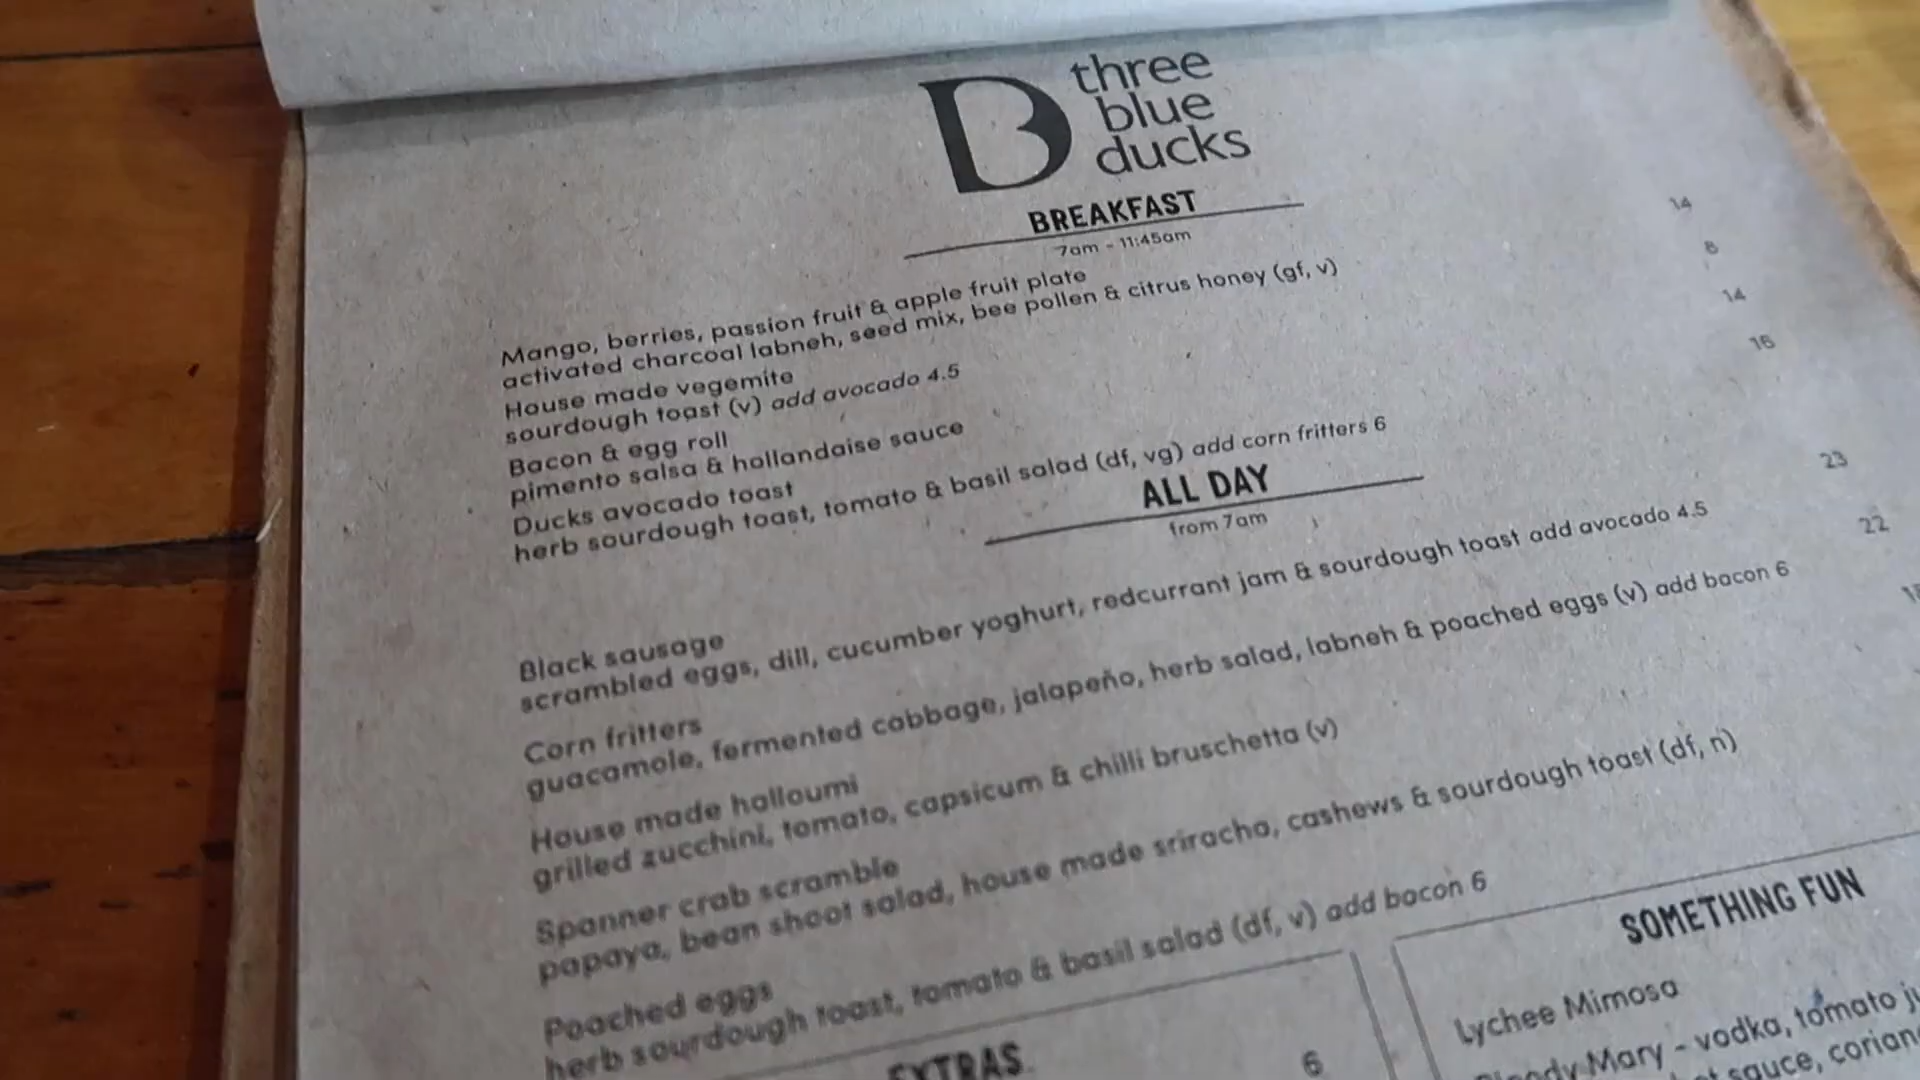 three
blue
ducks
BREAKFAST
7am - 11:45am
Mango, berries, passion fruit & apple fruit plate 14
activated charcoal labneh, seed mix, bee pollen & citrus honey (gf, v)
House made vegemite 8
sourdough toast (v) add avocado 4.5
Bacon & egg roll 14
pimento salsa & hollandaise sauce
Ducks avocado toast 16
herb sourdough toast, tomato & basil salad (df, vg) add corn fritters 6
ALL DAY
from 7am
Black sausage 23
scrambled eggs, dill, cucumber yoghurt, redcurrant jam & sourdough toast add avocado 4.5
Corn fritters 22
guacamole, fermented cabbage, jalapeño, herb salad, labneh & poached eggs (v) add bacon 6
House made halloumi
grilled zucchini, tomato, capsicum & chilli bruschetta (v)
Spanner crab scramble
papaya, bean shoot salad, house made sriracha, cashews & sourdough toast (df, n)
Poached eggs
herb sourdough toast, tomato & basil salad (df, v) add bacon 6
EXTRAS
6
SOMETHING FUN
Lychee Mimosa
Bloody Mary - vodka, tomato
sauce,